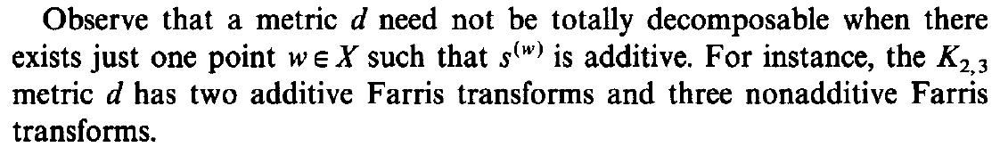 Observe that a metric d need not be totally decomposable when there
exists just one point w ∈ X such that s^(w) is additive. For instance, the K_{2,3}
metric d has two additive Farris transforms and three nonadditive Farris
transforms.